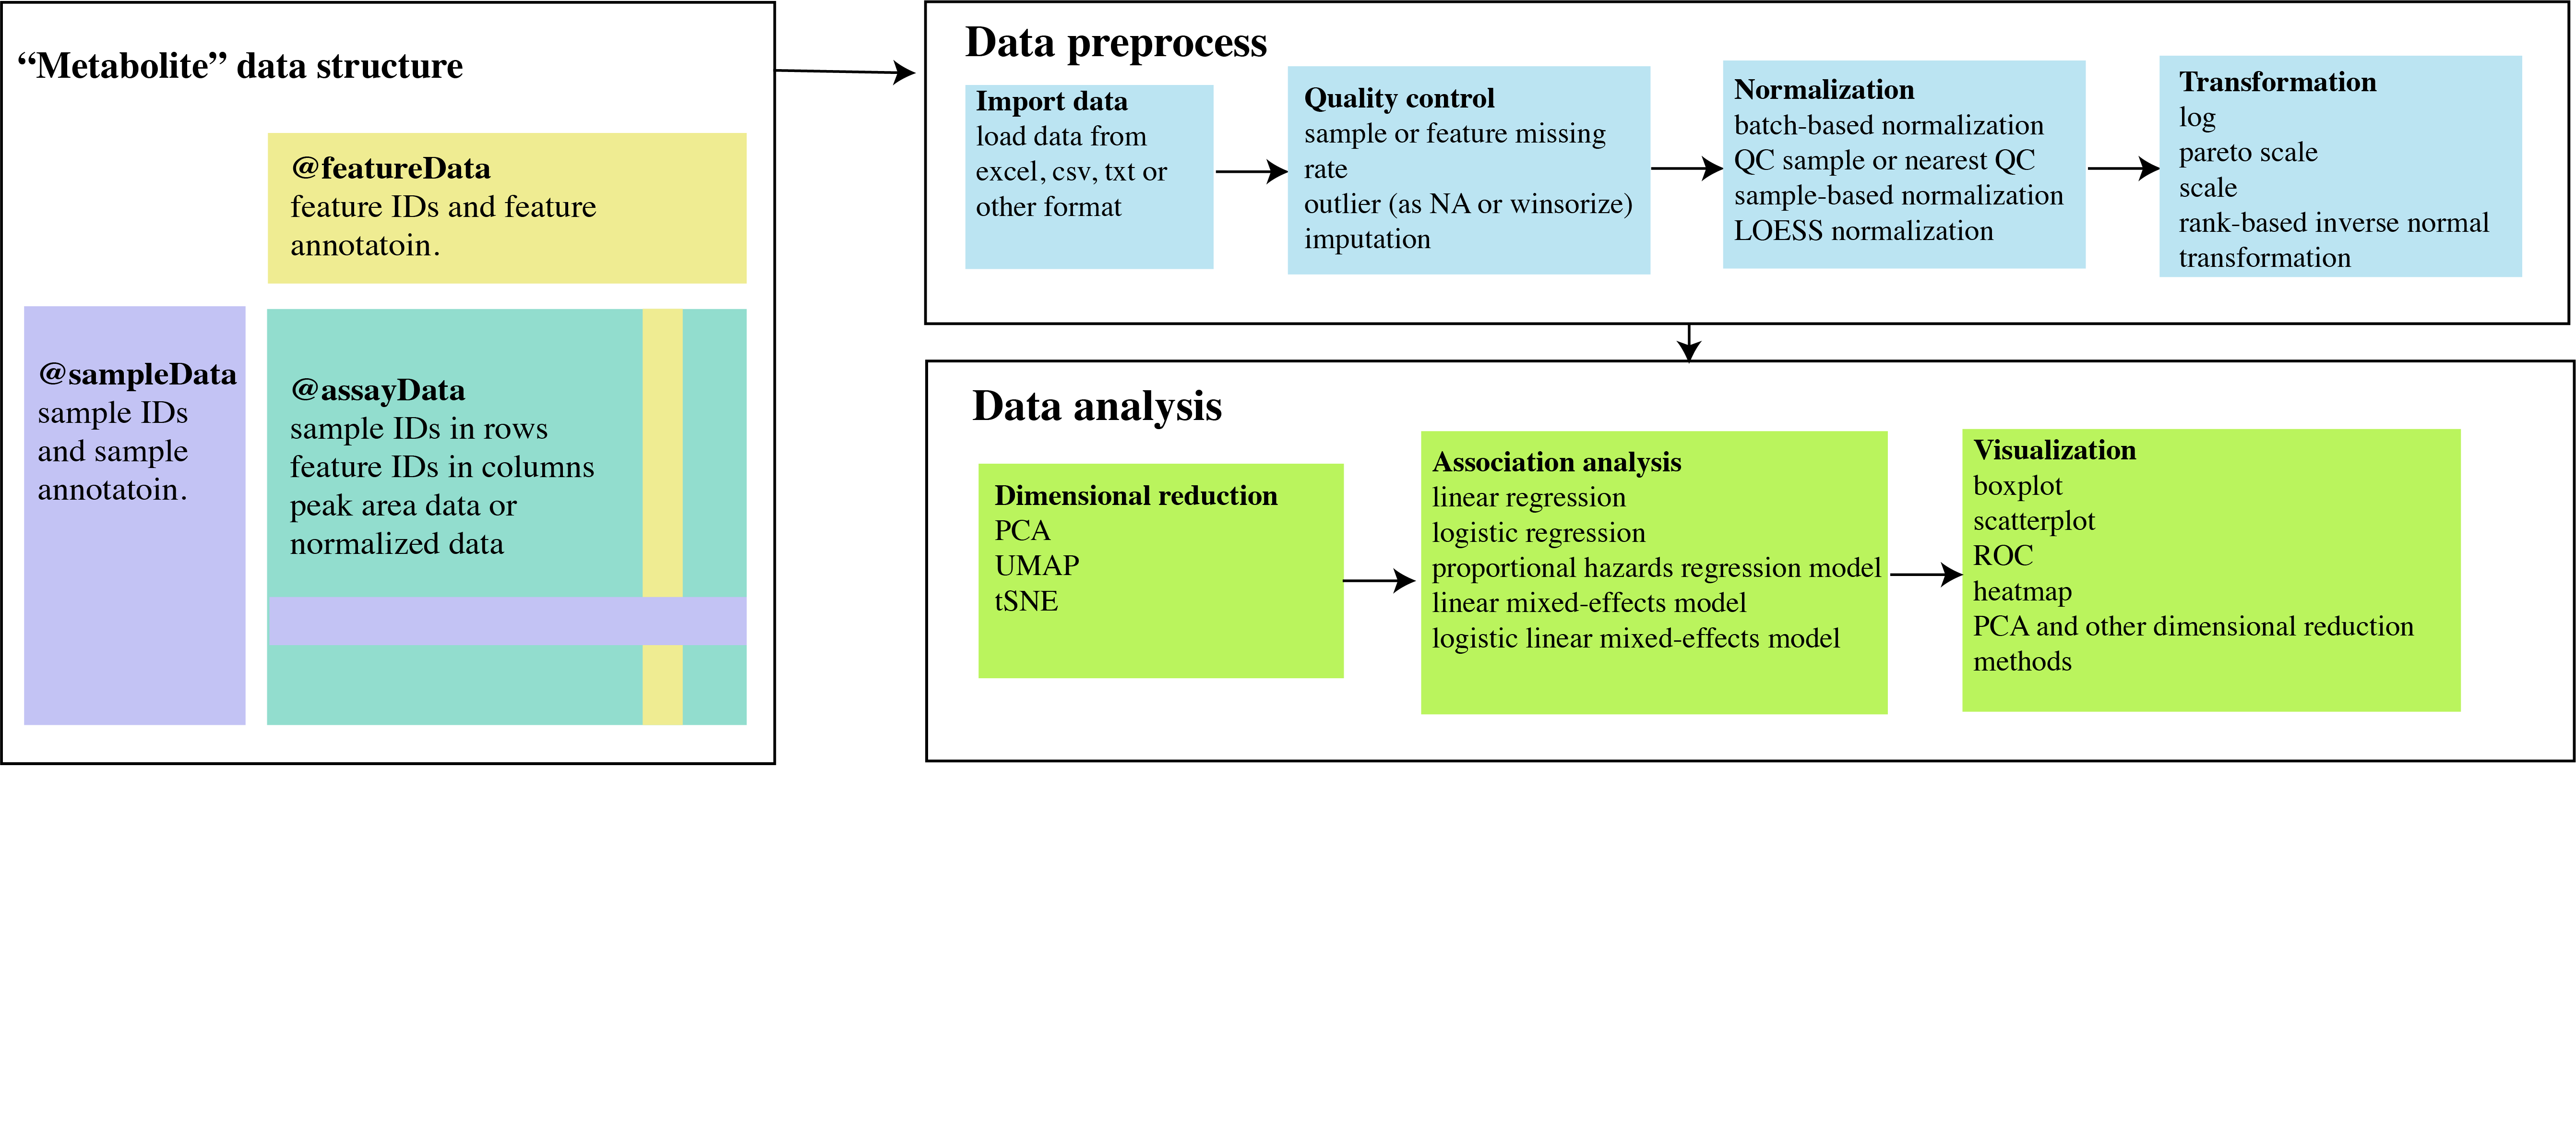 “Metabolite” data structure
@featureData
feature IDs and feature
annotatoin.
@sampleData
sample IDs
and sample
annotatoin.
@assayData
sample IDs in rows
feature IDs in columns
peak area data or
normalized data
Data preprocess
Import data
load data from
excel, csv, txt or
other format
Quality control
sample or feature missing
rate
outlier (as NA or winsorize)
imputation
Normalization
batch-based normalization
QC sample or nearest QC
sample-based normalization
LOESS normalization
Transformation
log
pareto scale
scale
rank-based inverse normal
transformation
Data analysis
Dimensional reduction
PCA
UMAP
tSNE
Association analysis
linear regression
logistic regression
proportional hazards regression model
linear mixed-effects model
logistic linear mixed-effects model
Visualization
boxplot
scatterplot
ROC
heatmap
PCA and other dimensional reduction
methods